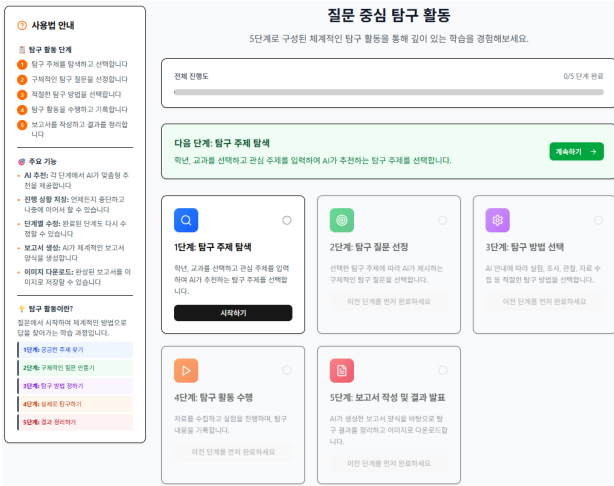 사용법 안내
탐구 활동 단계
1 탐구 주제를 탐색하고 선택합니다
2 구체적인 탐구 질문을 선정합니다
3 적절한 탐구 방법을 선택합니다
4 탐구 활동을 수행하고 기록합니다
5 보고서를 작성하고 결과를 정리합
니다
주요 기능
• AI 추천: 각 단계에서 AI가 맞춤형 추
천을 제공합니다
• 진행 상황 저장: 언제든지 중단하고
나중에 이어서 할 수 있습니다
• 단계별 수정: 완료된 단계도 다시 수
정할 수 있습니다
• 보고서 생성: AI가 체계적인 보고서
양식을 생성합니다
• 이미지 다운로드: 완성된 보고서를 이
미지로 저장할 수 있습니다
탐구 활동이란?
질문에서 시작하여 체계적인 방법으로
답을 찾아가는 학습 과정입니다.
1단계: 궁금한 주제 찾기
2단계: 구체적인 질문 만들기
3단계: 탐구 방법 정하기
4단계: 실제로 탐구하기
5단계: 결과 정리하기
질문 중심 탐구 활동
5단계로 구성된 체계적인 탐구 활동을 통해 깊이 있는 학습을 경험해보세요.
전체 진행도
0/5 단계 완료
다음 단계: 탐구 주제 탐색
학년, 교과를 선택하고 관심 주제를 입력하여 AI가 추천하는 탐구 주제를 선택합니다.
계속하기 →
1단계: 탐구 주제 탐색
학년, 교과를 선택하고 관심 주제를 입력
하여 AI가 추천하는 탐구 주제를 선택합
니다.
시작하기
2단계: 탐구 질문 선정
선택한 탐구 주제에 따라 AI가 제시하는
구체적인 탐구 질문을 선택합니다.
이전 단계를 먼저 완료하세요
3단계: 탐구 방법 선택
AI 안내에 따라 실험, 조사, 관찰, 자료 수
집 등 적절한 탐구 방법을 선택합니다.
이전 단계를 먼저 완료하세요
4단계: 탐구 활동 수행
자료를 수집하고 실험을 진행하며, 탐구
내용을 기록합니다.
이전 단계를 먼저 완료하세요
5단계: 보고서 작성 및 결과 발표
AI가 생성한 보고서 양식을 바탕으로 탐
구 결과를 정리하고 이미지로 다운로드합
니다.
이전 단계를 먼저 완료하세요